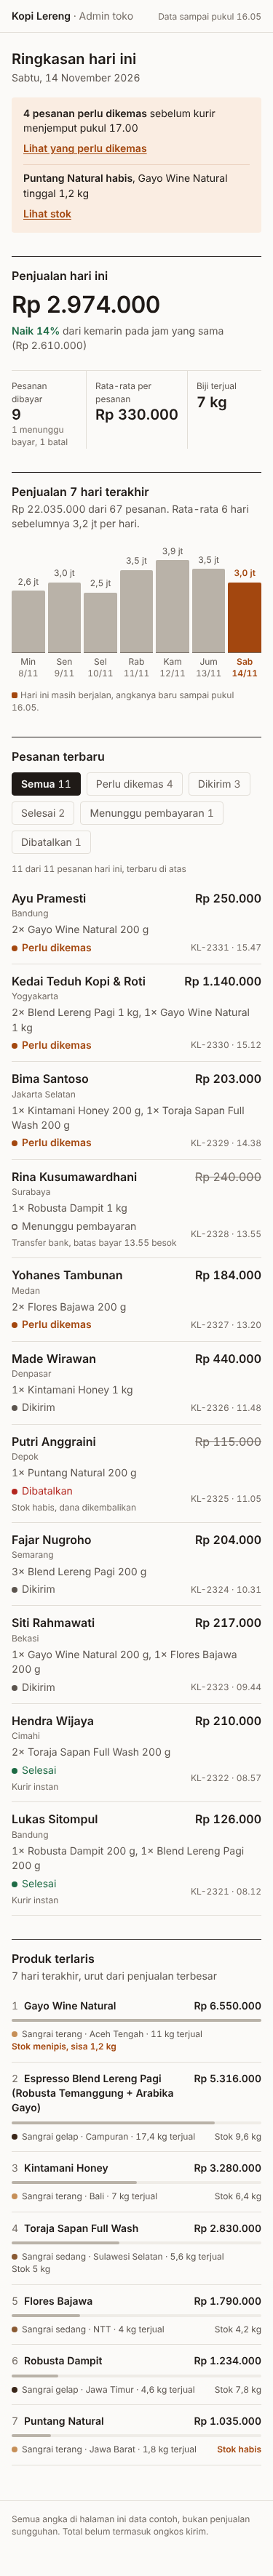 Kopi Lereng · Admin toko
Data sampai pukul 16.05
Ringkasan hari ini
Sabtu, 14 November 2026
4 pesanan perlu dikemas sebelum kurir
menjemput pukul 17.00
Lihat yang perlu dikemas
Puntang Natural habis, Gayo Wine Natural
tinggal 1,2 kg
Lihat stok
Penjualan hari ini
Rp 2.974.000
Naik 14% dari kemarin pada jam yang sama
(Rp 2.610.000)
Pesanan
dibayar
9
1 menunggu
bayar, 1 batal
Rata-rata per
pesanan
Rp 330.000
Biji terjual
7 kg
Penjualan 7 hari terakhir
Rp 22.035.000 dari 67 pesanan. Rata-rata 6 hari
sebelumnya 3,2 jt per hari.
2,6 jt
3,0 jt
2,5 jt
3,5 jt
3,9 jt
3,5 jt
3,0 jt
Min
8/11
Sen
9/11
Sel
10/11
Rab
11/11
Kam
12/11
Jum
13/11
Sab
14/11
Hari ini masih berjalan, angkanya baru sampai pukul
16.05.
Pesanan terbaru
Semua 11
Perlu dikemas 4
Dikirim 3
Selesai 2
Menunggu pembayaran 1
Dibatalkan 1
11 dari 11 pesanan hari ini, terbaru di atas
Ayu Pramesti
Rp 250.000
Bandung
2× Gayo Wine Natural 200 g
Perlu dikemas
KL-2331 · 15.47
Kedai Teduh Kopi & Roti
Rp 1.140.000
Yogyakarta
2× Blend Lereng Pagi 1 kg, 1× Gayo Wine Natural
1 kg
Perlu dikemas
KL-2330 · 15.12
Bima Santoso
Rp 203.000
Jakarta Selatan
1× Kintamani Honey 200 g, 1× Toraja Sapan Full
Wash 200 g
Perlu dikemas
KL-2329 · 14.38
Rina Kusumawardhani
Rp 240.000
Surabaya
1× Robusta Dampit 1 kg
Menunggu pembayaran
Transfer bank, batas bayar 13.55 besok
KL-2328 · 13.55
Yohanes Tambunan
Rp 184.000
Medan
2× Flores Bajawa 200 g
Perlu dikemas
KL-2327 · 13.20
Made Wirawan
Rp 440.000
Denpasar
1× Kintamani Honey 1 kg
Dikirim
KL-2326 · 11.48
Putri Anggraini
Rp 115.000
Depok
1× Puntang Natural 200 g
Dibatalkan
Stok habis, dana dikembalikan
KL-2325 · 11.05
Fajar Nugroho
Rp 204.000
Semarang
3× Blend Lereng Pagi 200 g
Dikirim
KL-2324 · 10.31
Siti Rahmawati
Rp 217.000
Bekasi
1× Gayo Wine Natural 200 g, 1× Flores Bajawa
200 g
Dikirim
KL-2323 · 09.44
Hendra Wijaya
Rp 210.000
Cimahi
2× Toraja Sapan Full Wash 200 g
Selesai
Kurir instan
KL-2322 · 08.57
Lukas Sitompul
Rp 126.000
Bandung
1× Robusta Dampit 200 g, 1× Blend Lereng Pagi
200 g
Selesai
Kurir instan
KL-2321 · 08.12
Produk terlaris
7 hari terakhir, urut dari penjualan terbesar
1 Gayo Wine Natural
Rp 6.550.000
Sangrai terang · Aceh Tengah · 11 kg terjual
Stok menipis, sisa 1,2 kg
2 Espresso Blend Lereng Pagi
(Robusta Temanggung + Arabika
Gayo)
Rp 5.316.000
Sangrai gelap · Campuran · 17,4 kg terjual
Stok 9,6 kg
3 Kintamani Honey
Rp 3.280.000
Sangrai terang · Bali · 7 kg terjual
Stok 6,4 kg
4 Toraja Sapan Full Wash
Rp 2.830.000
Sangrai sedang · Sulawesi Selatan · 5,6 kg terjual
Stok 5 kg
5 Flores Bajawa
Rp 1.790.000
Sangrai sedang · NTT · 4 kg terjual
Stok 4,2 kg
6 Robusta Dampit
Rp 1.234.000
Sangrai gelap · Jawa Timur · 4,6 kg terjual
Stok 7,8 kg
7 Puntang Natural
Rp 1.035.000
Sangrai terang · Jawa Barat · 1,8 kg terjual
Stok habis
Semua angka di halaman ini data contoh, bukan penjualan
sungguhan. Total belum termasuk ongkos kirim.